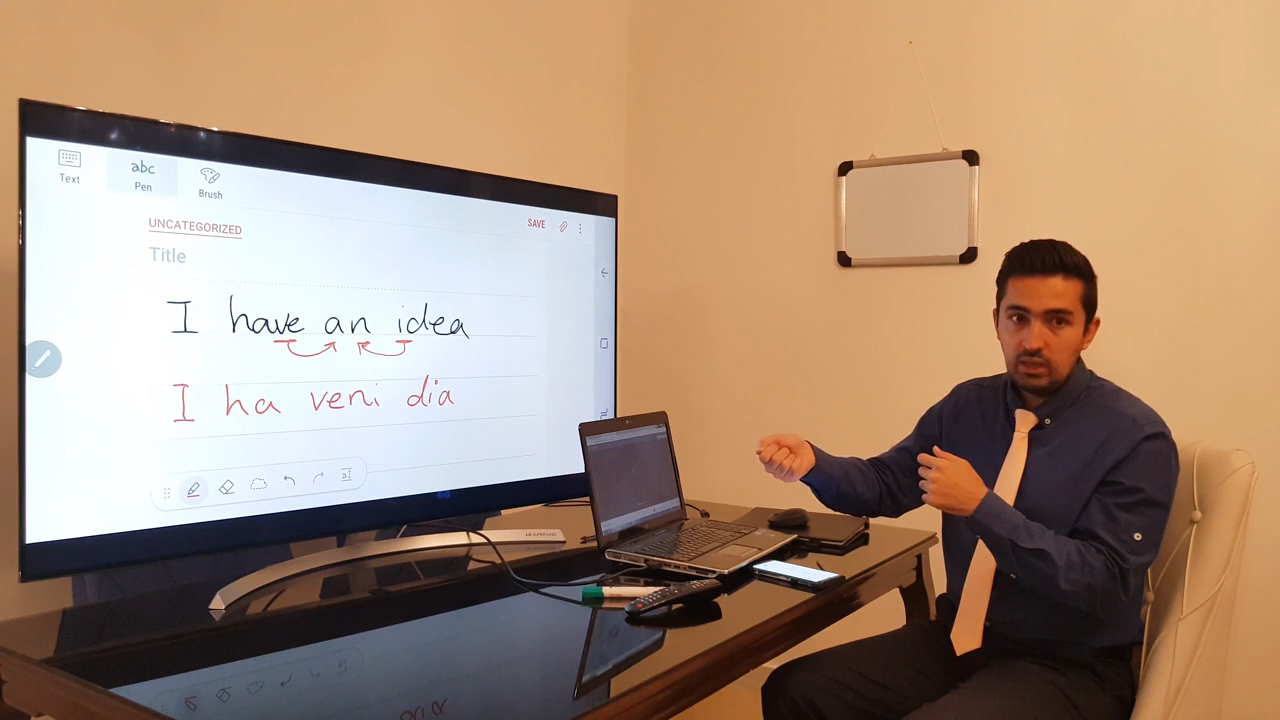 Text
abc
Pen
Brush
UNCATEGORIZED
SAVE
Title
I have an idea
I ha veni dia